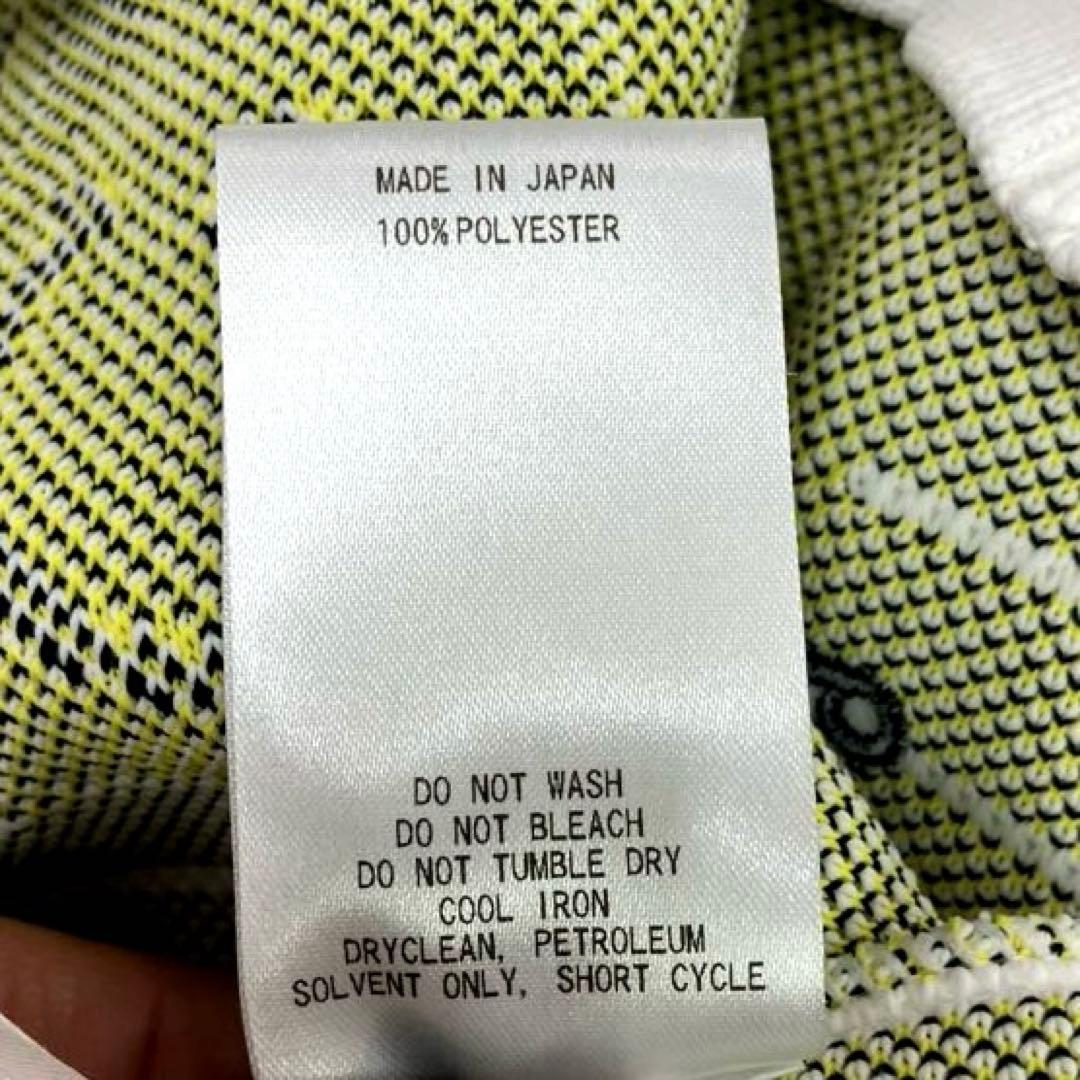 MADE IN JAPAN
100% POLYESTER
DO NOT WASH
DO NOT BLEACH
DO NOT TUMBLE DRY
COOL IRON
DRYCLEAN, PETROLEUM
SOLVENT ONLY, SHORT CYCLE